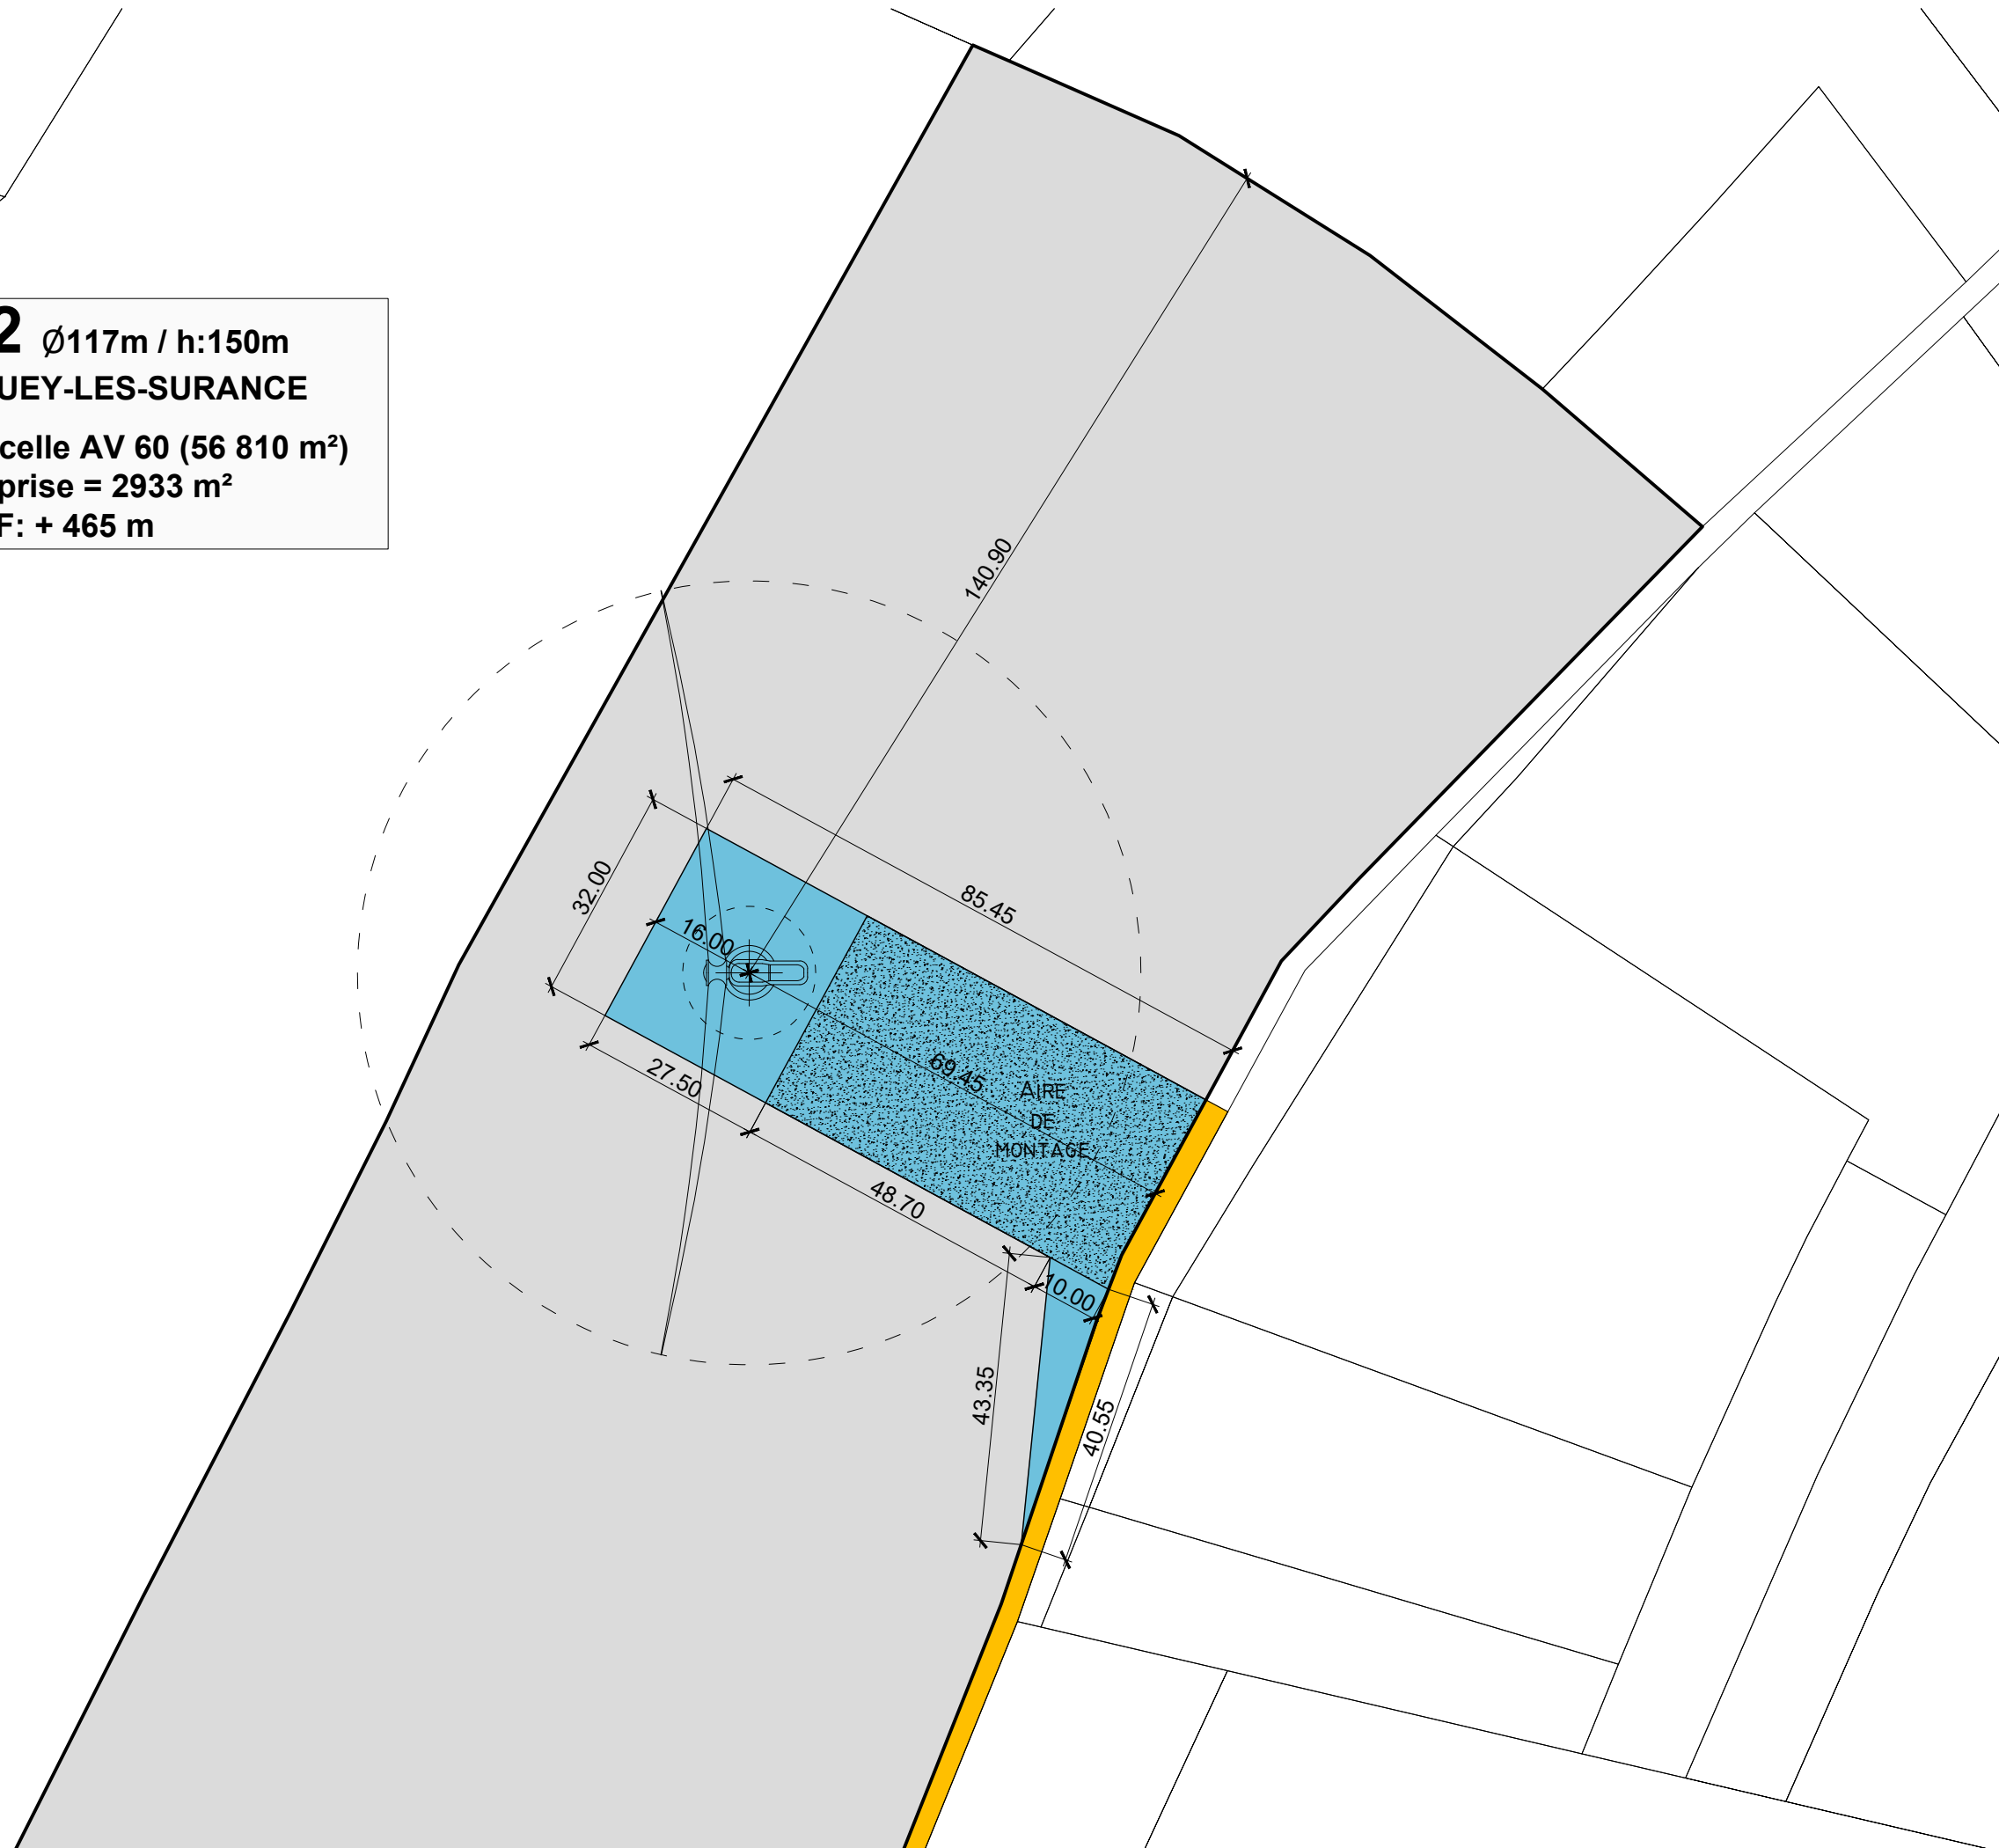 2 Ø117m / h:150m
UEY-LES-SURANCE
celle AV 60 (56 810 m²)
prise = 2933 m²
F: + 465 m
140.90
85.45
32.00
16.00
69.45
27.50
AIRE
DE
MONTAGE
48.70
10.00
43.35
40.55